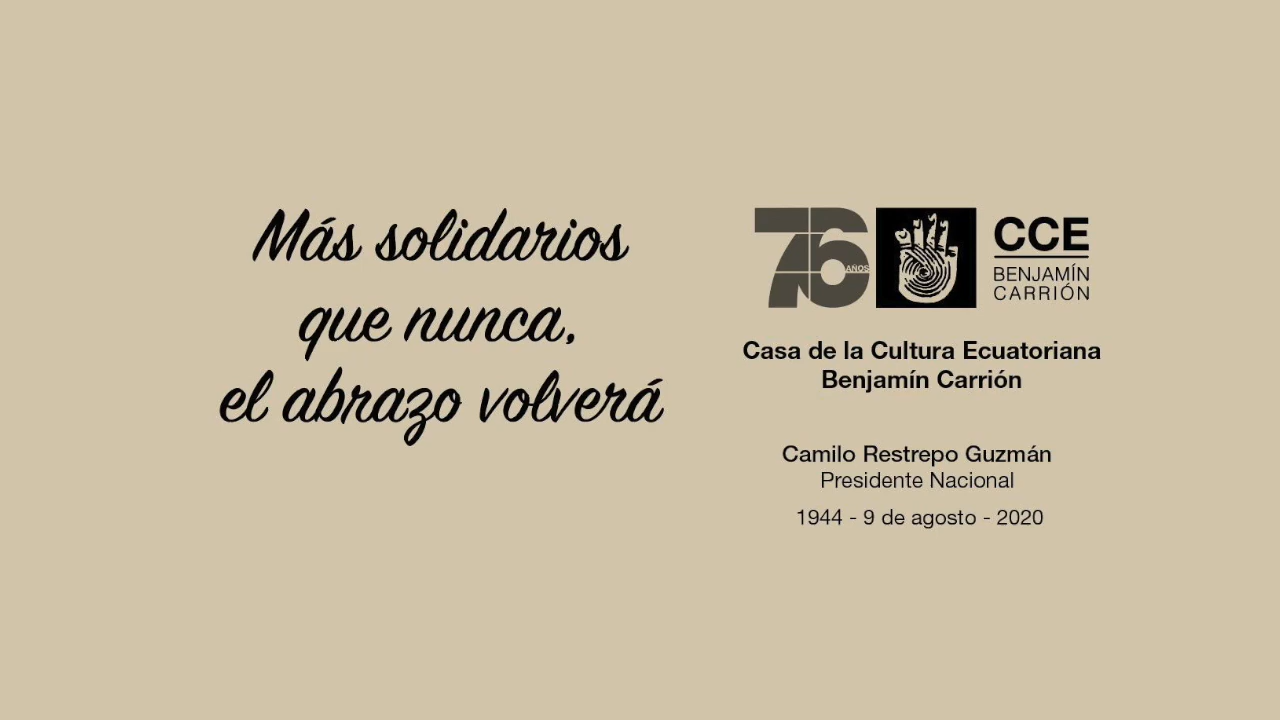 Más solidarios
que nunca,
el abrazo volverá
76 AÑOS
CCE
BENJAMÍN
CARRIÓN
Casa de la Cultura Ecuatoriana
Benjamín Carrión
Camilo Restrepo Guzmán
Presidente Nacional
1944 - 9 de agosto - 2020